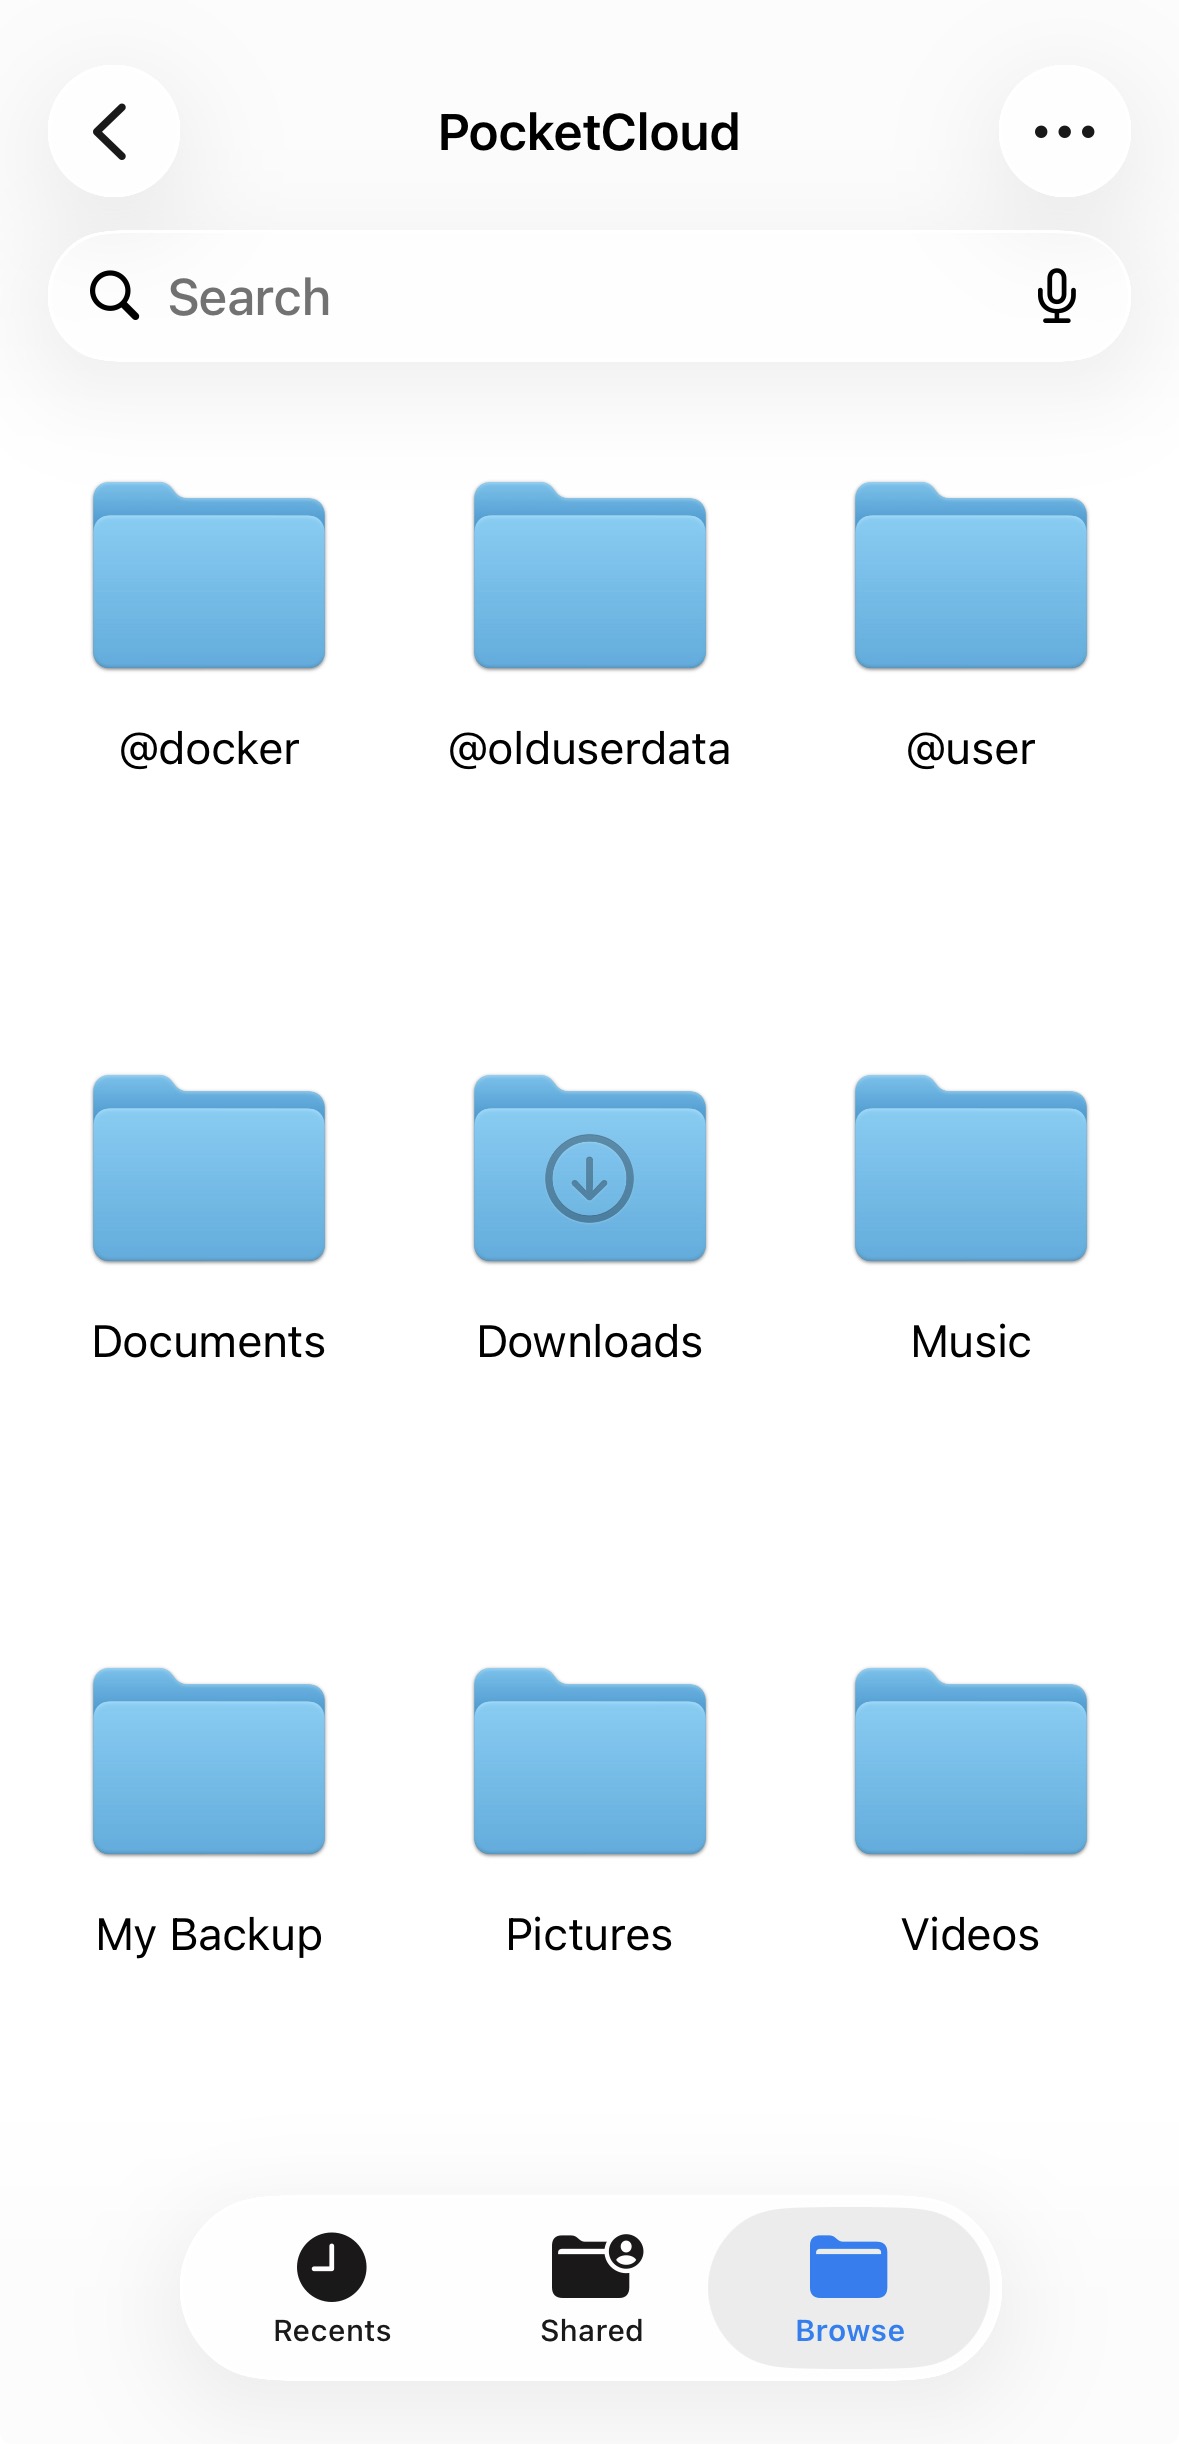 PocketCloud
Search
@docker
@olduserdata
@user
Documents
Downloads
Music
My Backup
Pictures
Videos
Recents
Shared
Browse